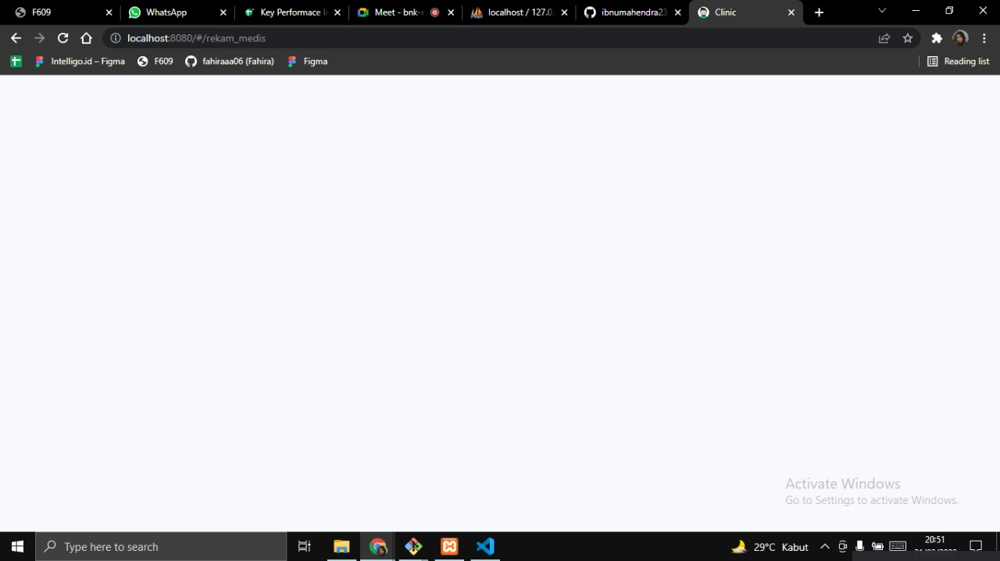 F609 WhatsApp Key Performace I Meet - bnk- localhost / 127.0. ibnumahendra23 Clinic
localhost:8080/#/rekam_medis
Intelligo.id – Figma F609 fahiraaa06 (Fahira) Figma Reading list
Activate Windows
Go to Settings to activate Windows.
Type here to search 29°C Kabut 20:51